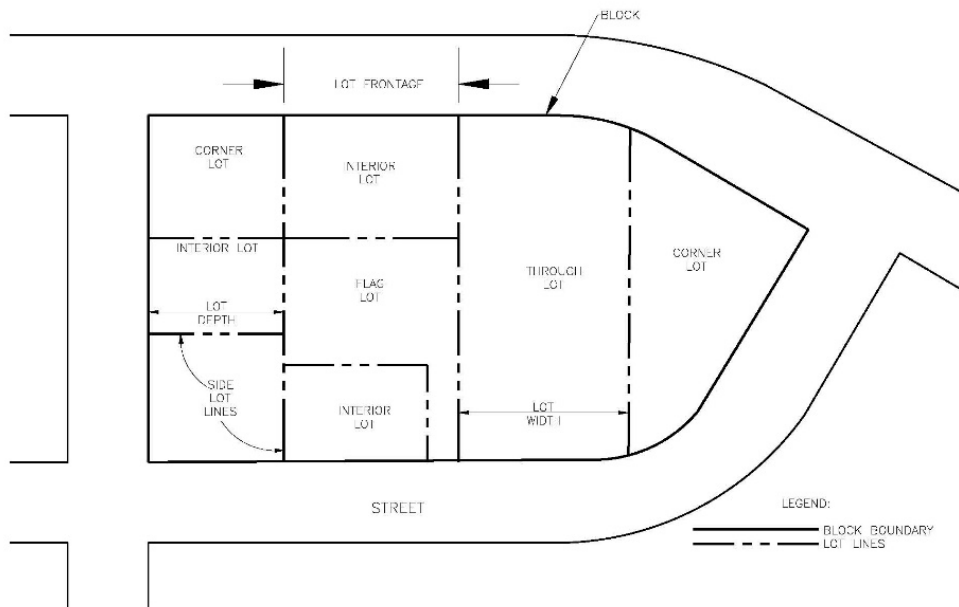 BLOCK
LOT FRONTAGE
CORNER
LOT
NTERIOR
LOT
INTERIOR LOT
FLAG
LOT
THROUGH
LOT
CORNER
LOT
LOT
DEPTH
SIDE
LOT
LINES
INTERIOR
LOT
LOT
WIDTH
STREET
LEGEND:
BLOCK BOUNDARY
LOT LINES